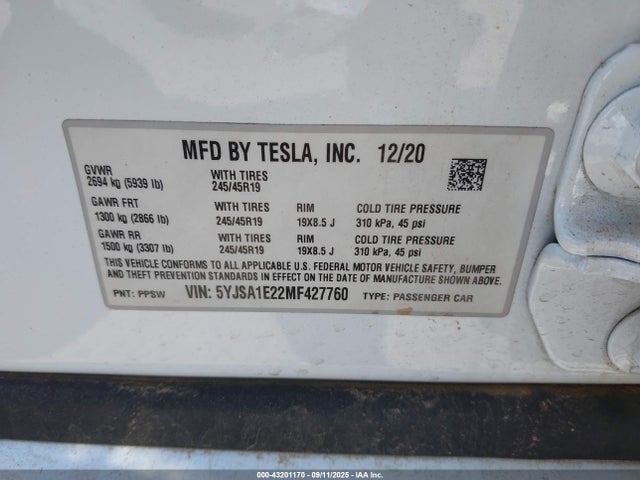 MFD BY TESLA, INC. 12/20
GVWR
2694 kg (5939 lb)
WITH TIRES
245/45R19
GAWR FRT
1300 kg (2866 lb)
WITH TIRES
245/45R19
RIM
19X8.5 J
COLD TIRE PRESSURE
310 kPa, 45 psi
GAWR RR
1500 kg (3307 lb)
WITH TIRES
245/45R19
RIM
19X8.5 J
COLD TIRE PRESSURE
310 kPa, 45 psi
THIS VEHICLE CONFORMS TO ALL APPLICABLE U.S. FEDERAL MOTOR VEHICLE SAFETY, BUMPER
AND THEFT PREVENTION STANDARDS IN EFFECT ON THE DATE OF MANUFACTURE SHOWN ABOVE.
PNT: PPSW VIN: 5YJSA1E22MF427760 TYPE: PASSENGER CAR
000-43201170 - 09/11/2025 - IAAI.COM